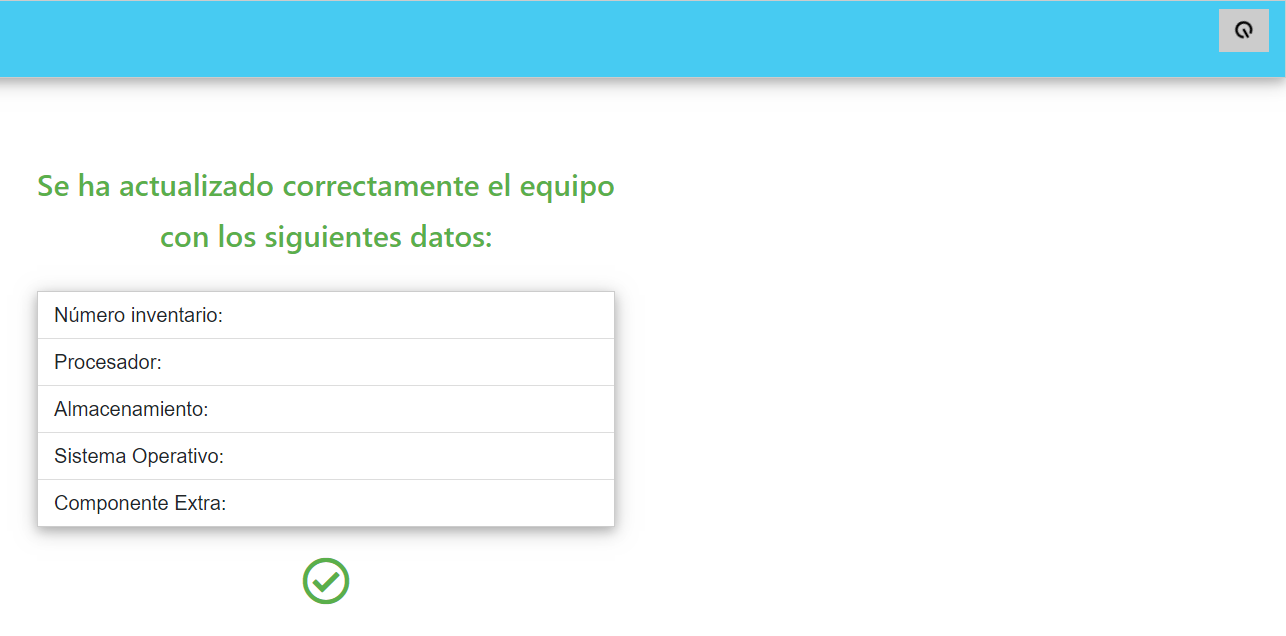 Se ha actualizado correctamente el equipo
con los siguientes datos:
Número inventario:
Procesador:
Almacenamiento:
Sistema Operativo:
Componente Extra: